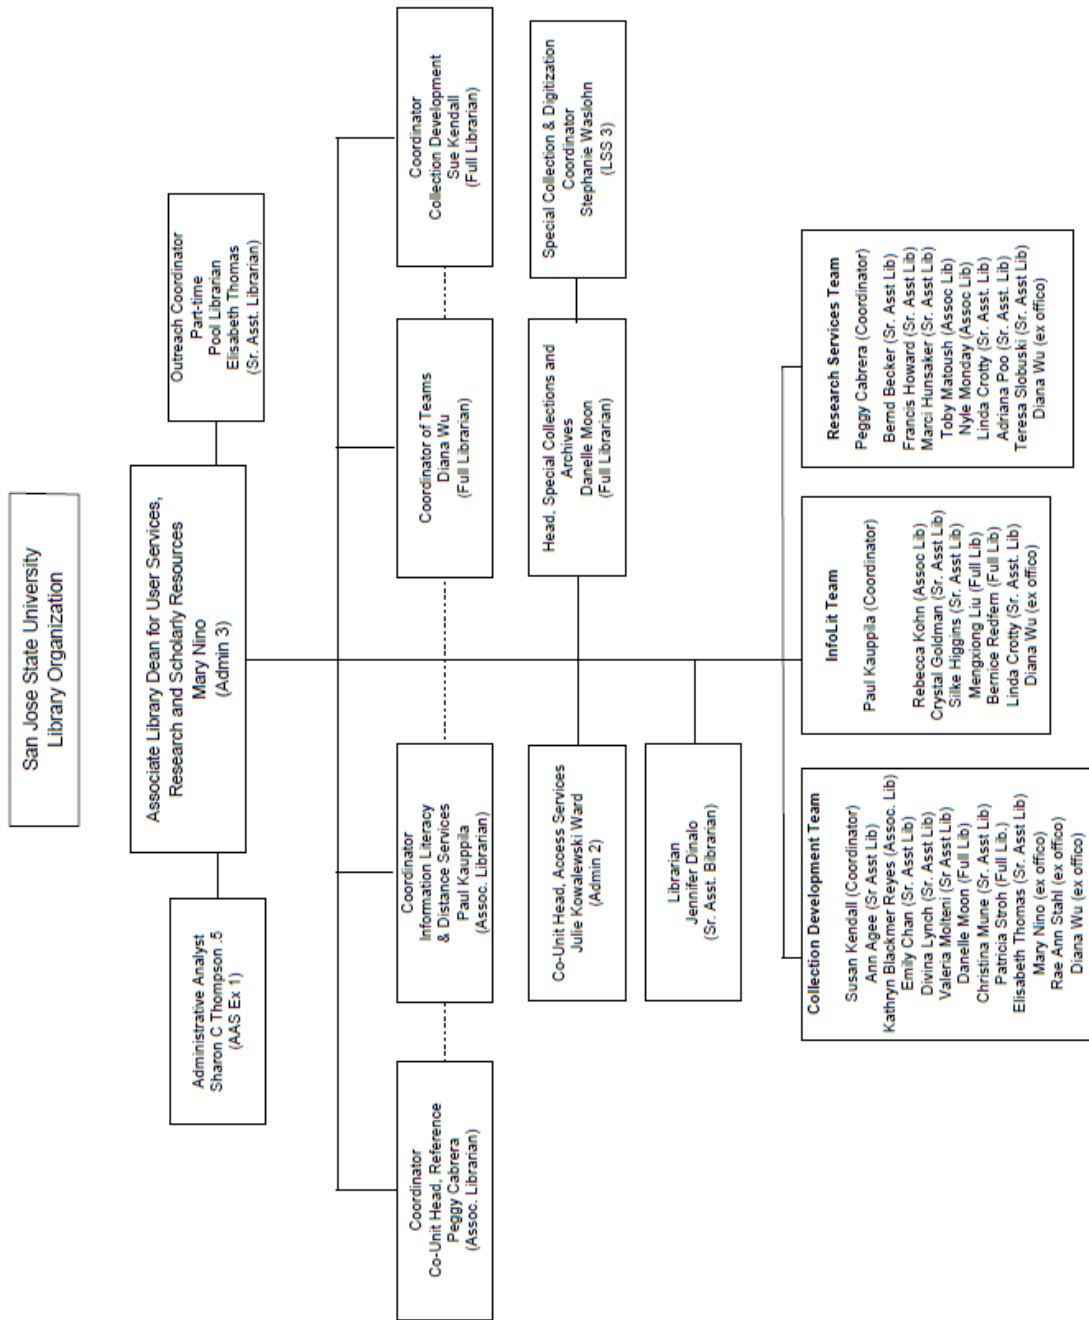 San Jose State University
Library Organization
Administrative Analyst
Sharon C Thompson .5
(AAS Ex 1)
Associate Library Dean for User Services,
Research and Scholarly Resources
Mary Nino
(Admin 3)
Outreach Coordinator
Part-time
Pool Librarian
Elisabeth Thomas
(Sr. Asst. Librarian)
Coordinator
Co-Unit Head, Reference
Peggy Cabrera
(Assoc. Librarian)
Coordinator
Information Literacy
& Distance Services
Paul Kauppila
(Assoc. Librarian)
Coordinator of Teams
Diana Wu
(Full Librarian)
Coordinator
Collection Development
Sue Kendall
(Full Librarian)
Co-Unit Head, Access Services
Julie Kowalewski Ward
(Admin 2)
Head, Special Collections and
Archives
Danelle Moon
(Full Librarian)
Special Collection & Digitization
Coordinator
Stephanie Waslohn
(LSS 3)
Librarian
Jennifer Dinalo
(Sr. Asst. Bibrarian)
Collection Development Team
Susan Kendall (Coordinator)
Ann Agee (Sr. Asst Lib)
Kathryn Blackmer Reyes (Assoc. Lib)
Emily Chan (Sr. Asst Lib)
Divina Lynch (Sr. Asst Lib)
Valeria Molteni (Sr Asst Lib)
Danelle Moon (Full Lib)
Christina Mune (Sr. Asst Lib)
Patricia Stroh (Full Lib.)
Elisabeth Thomas (Sr. Asst Lib)
Mary Nino (ex offico)
Rae Ann Stahl (ex offico)
Diana Wu (ex offico)
InfoLit Team
Paul Kauppila (Coordinator)
Rebecca Kohn (Assoc Lib)
Crystal Goldman (Sr. Asst Lib)
Silke Higgins (Sr. Asst Lib)
Mengxiong Liu (Full Lib)
Bernice Redfern (Full Lib)
Linda Crotty (Sr. Asst. Lib)
Diana Wu (ex offico)
Research Services Team
Peggy Cabrera (Coordinator)
Bernd Becker (Sr. Asst Lib)
Francis Howard (Sr. Asst Lib)
Marci Hunsaker (Sr. Asst Lib)
Toby Matoush (Assoc Lib)
Nyle Monday (Assoc Lib)
Linda Crotty (Sr. Asst. Lib)
Adriana Poo (Sr. Asst. Lib)
Teresa Slobuski (Sr. Asst Lib)
Diana Wu (ex offico)